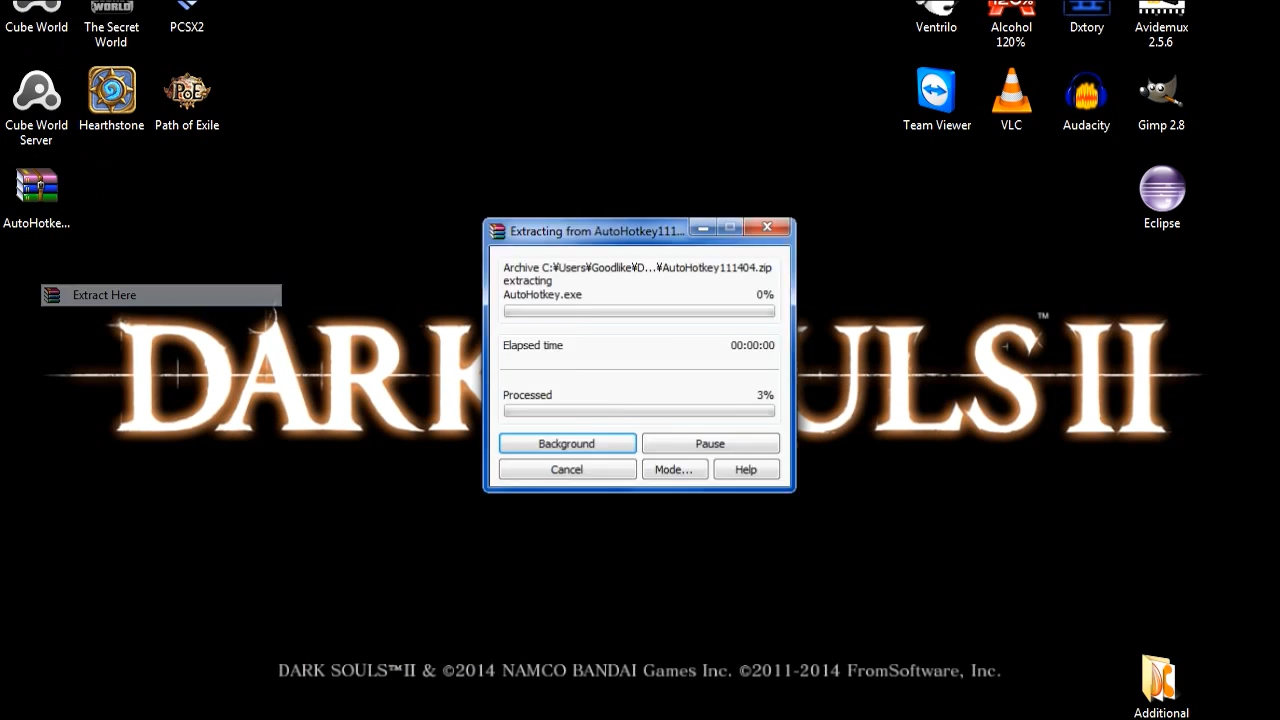 Cube World
The Secret
World
PCSX2
Ventrilo
Alcohol
120%
Dxtory
Avidemux
2.5.6
Cube World
Server
Hearthstone
Path of Exile
Team Viewer
VLC
Audacity
Gimp 2.8
AutoHotke...
Eclipse
Extracting from AutoHotkey111...
Archive C:¥Users¥Goodlike¥D...¥AutoHotkey111404.zip
extracting
AutoHotkey.exe 0%
Elapsed time 00:00:00
Processed 3%
Background Pause
Cancel Mode... Help
Extract Here
DARK SOULS II ™
DARK SOULS™II & ©2014 NAMCO BANDAI Games Inc. ©2011-2014 FromSoftware, Inc.
Additional